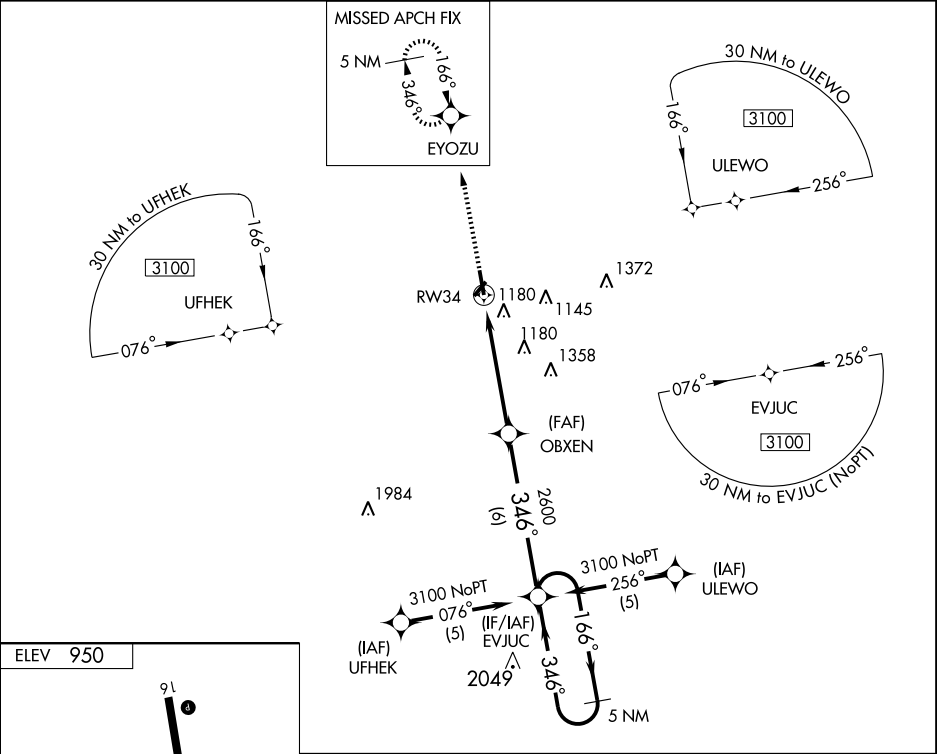 MISSED APCH FIX
5 NM
166°
346°
EYOZU
30 NM to ULEWO
166°
3100
ULEWO
256°
30 NM to UFHEK
166°
3100
UFHEK
076°
RW34
1180
1145
1372
1180
1358
076°
256°
EVJUC
3100
30 NM to EVJUC (NoPT)
(FAF)
OBXEN
1984
2600
346°
(6)
3100 NoPT
256°
(5)
(IAF)
ULEWO
3100 NoPT
076°
(5)
(IAF)
UFHEK
(IF/IAF)
EVJUC
2049
166°
346°
5 NM
ELEV 950
16
P